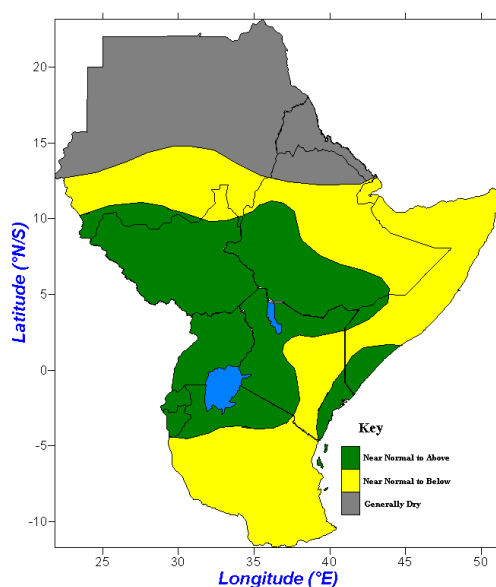 20
15
10
5
0
-5
-10
Latitude (°N/S)
Key
Near Normal to Above
Near Normal to Below
Generally Dry
25 30 35 40 45 50
Longitude (°E)